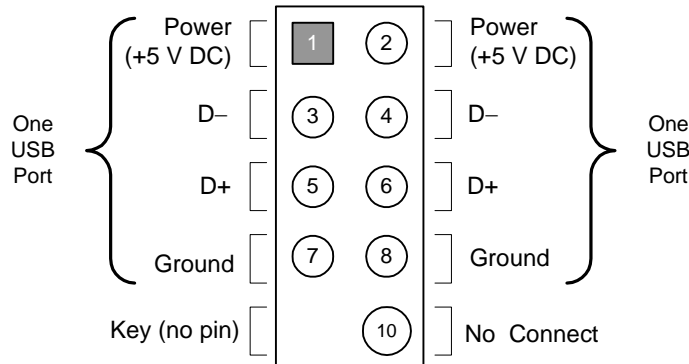 Power
(+5 V DC)
1
2
Power
(+5 V DC)
One
USB
Port
D−
3
4
D−
One
USB
Port
D+
5
6
D+
Ground
7
8
Ground
Key (no pin)
10
No Connect